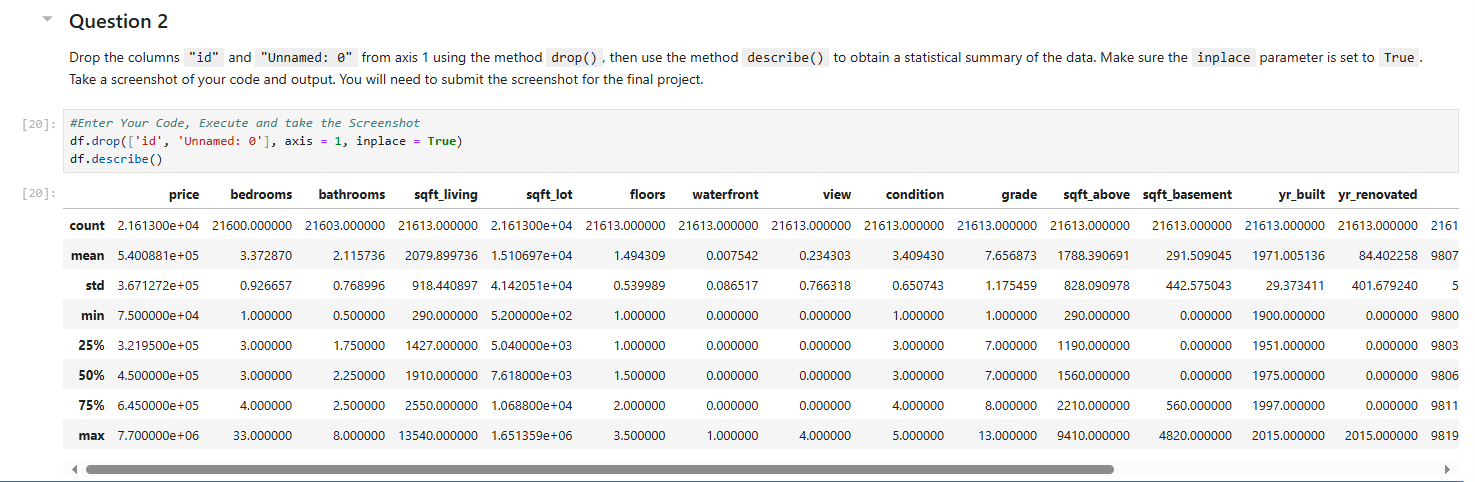 Question 2
Drop the columns "id" and "Unnamed: 0" from axis 1 using the method drop() , then use the method describe() to obtain a statistical summary of the data. Make sure the inplace parameter is set to True .
Take a screenshot of your code and output. You will need to submit the screenshot for the final project.
[20]: #Enter Your Code, Execute and take the Screenshot
df.drop(['id', 'Unnamed: 0'], axis = 1, inplace = True)
df.describe()
[20]: price bedrooms bathrooms sqft_living sqft_lot floors waterfront view condition grade sqft_above sqft_basement yr_built yr_renovated
count 2.161300e+04 21600.000000 21603.000000 21613.000000 2.161300e+04 21613.000000 21613.000000 21613.000000 21613.000000 21613.000000 21613.000000 21613.000000 21613.000000 21613.000000 2161
mean 5.400881e+05 3.372870 2.115736 2079.899736 1.510697e+04 1.494309 0.007542 0.234303 3.409430 7.656873 1788.390691 291.509045 1971.005136 84.402258 9807
std 3.671272e+05 0.926657 0.768996 918.440897 4.142051e+04 0.539989 0.086517 0.766318 0.650743 1.175459 828.090978 442.575043 29.373411 401.679240 5
min 7.500000e+04 1.000000 0.500000 290.000000 5.200000e+02 1.000000 0.000000 0.000000 1.000000 1.000000 290.000000 0.000000 1900.000000 0.000000 9800
25% 3.219500e+05 3.000000 1.750000 1427.000000 5.040000e+03 1.000000 0.000000 0.000000 3.000000 7.000000 1190.000000 0.000000 1951.000000 0.000000 9803
50% 4.500000e+05 3.000000 2.250000 1910.000000 7.618000e+03 1.500000 0.000000 0.000000 3.000000 7.000000 1560.000000 0.000000 1975.000000 0.000000 9806
75% 6.450000e+05 4.000000 2.500000 2550.000000 1.068800e+04 2.000000 0.000000 0.000000 4.000000 8.000000 2210.000000 560.000000 1997.000000 0.000000 9811
max 7.700000e+06 33.000000 8.000000 13540.000000 1.651359e+06 3.500000 1.000000 4.000000 5.000000 13.000000 9410.000000 4820.000000 2015.000000 2015.000000 9819